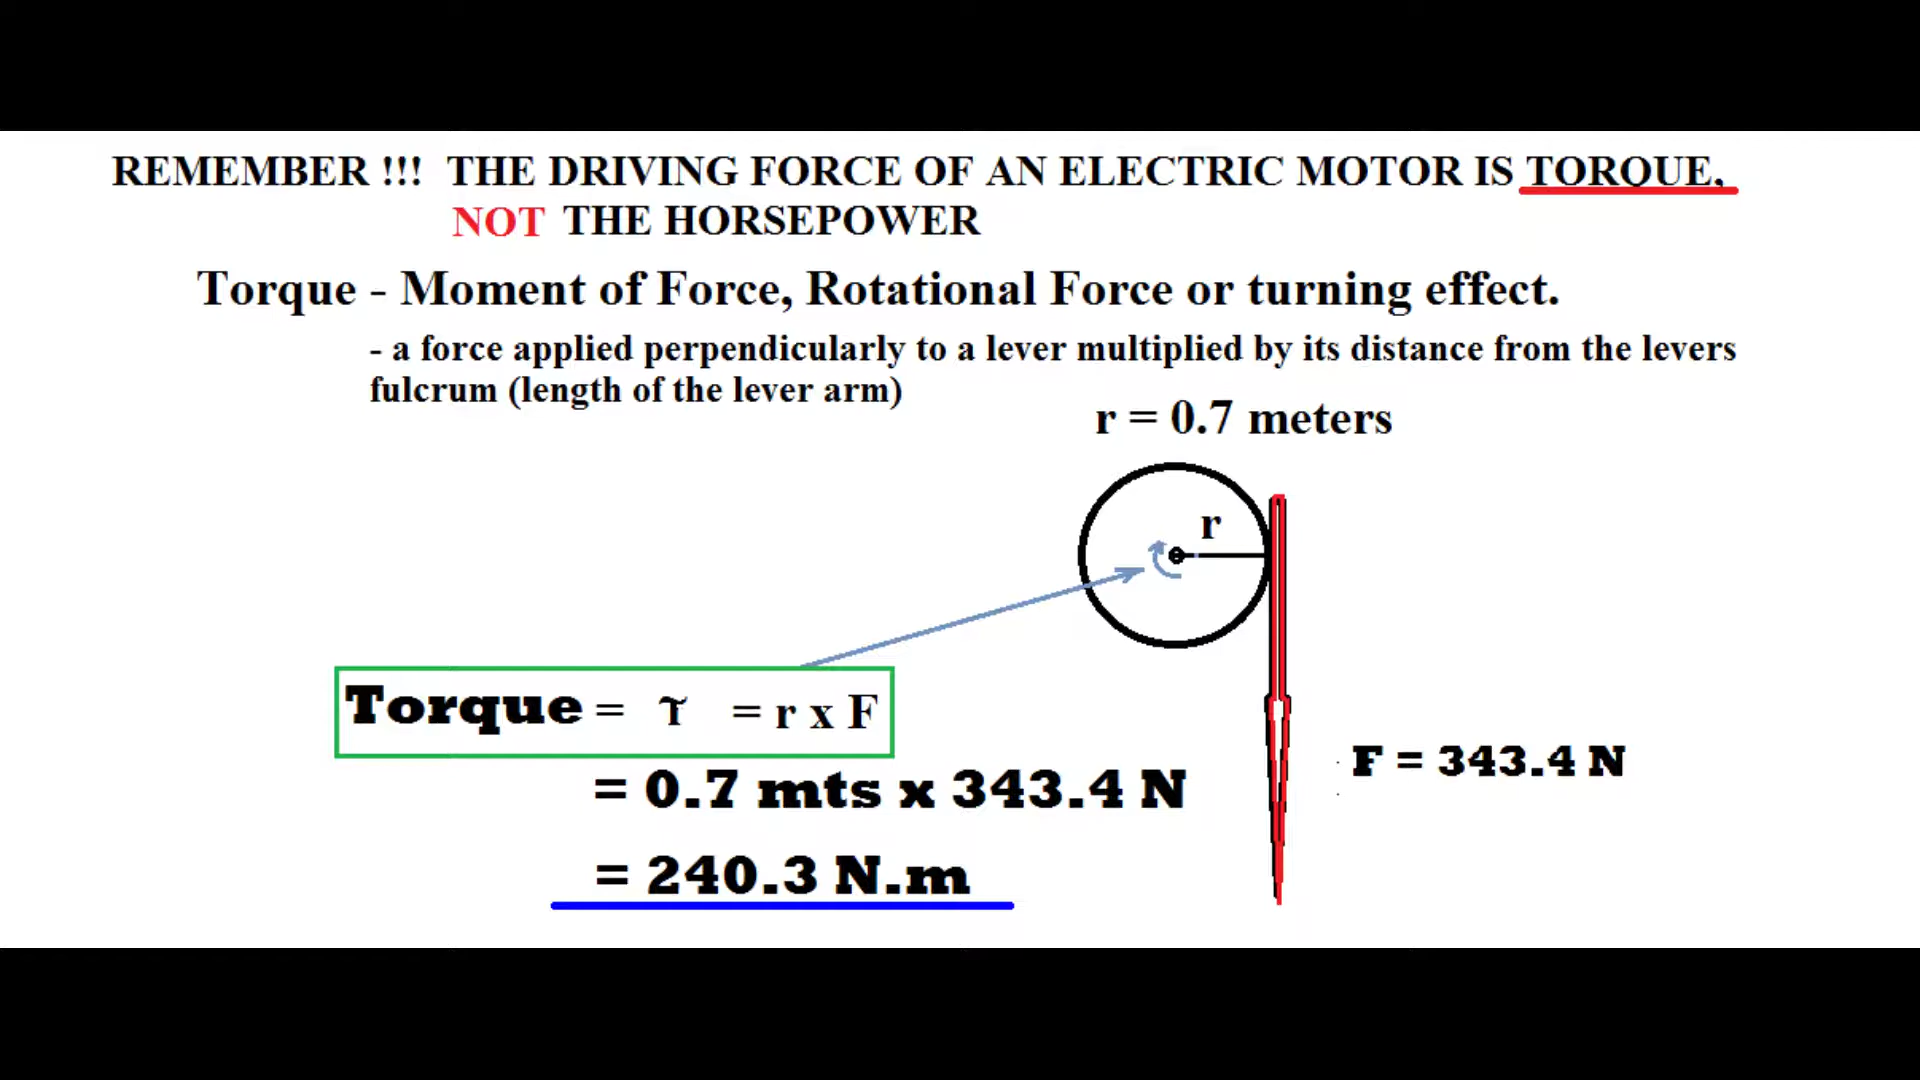 REMEMBER !!! THE DRIVING FORCE OF AN ELECTRIC MOTOR IS TORQUE,
NOT THE HORSEPOWER
Torque - Moment of Force, Rotational Force or turning effect.
- a force applied perpendicularly to a lever multiplied by its distance from the levers
fulcrum (length of the lever arm)
r = 0.7 meters
r
Torque = τ = r x F
= 0.7 mts x 343.4 N
F = 343.4 N
= 240.3 N.m